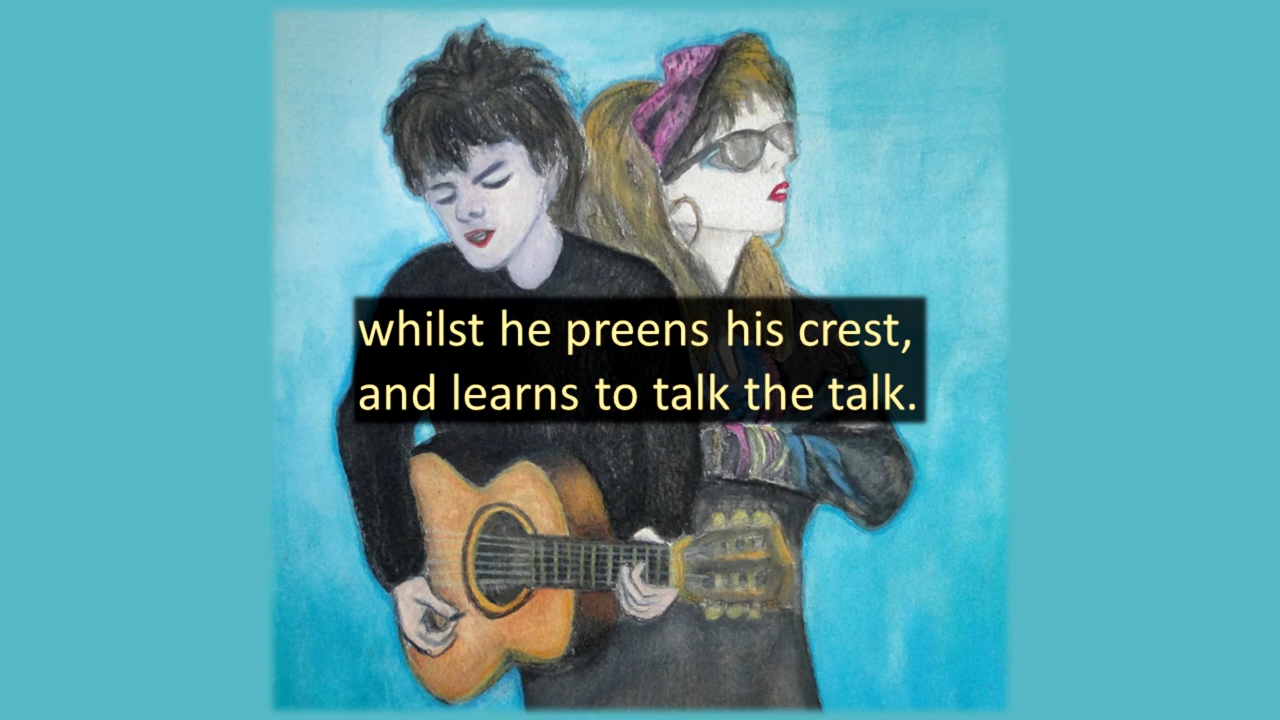 whilst he preens his crest,
and learns to talk the talk.